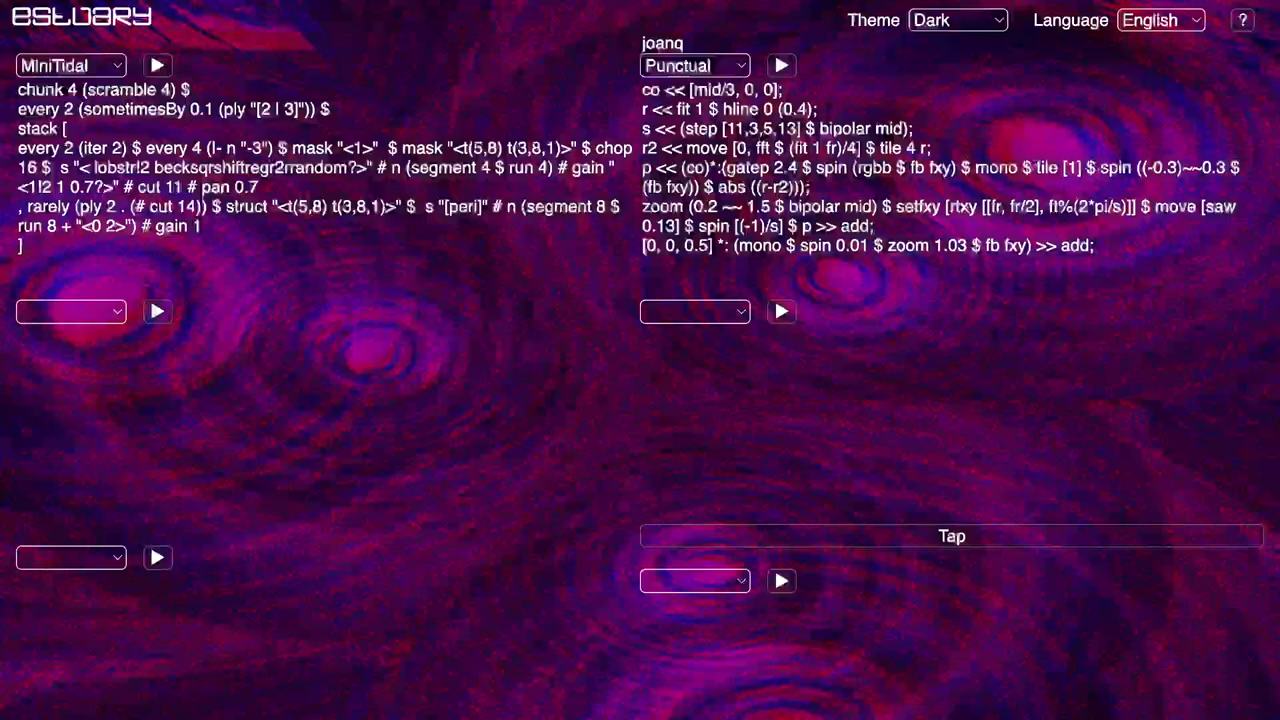 estuary
Theme Dark Language English ?
MiniTidal
chunk 4 (scramble 4) $
every 2 (sometimesBy 0.1 (ply "[2 | 3]")) $
stack [
every 2 (iter 2) $ every 4 (|- n "-3") $ mask "<1>"  $ mask "<t(5,8) t(3,8,1)>" $ chop
16 $  s "< lobstr!2 becksqrshiftregr2rrandom?>" # n (segment 4 $ run 4) # gain "
<1!2 1 0.7?>" # cut 11 # pan 0.7
, rarely (ply 2 . (# cut 14)) $ struct "<t(5,8) t(3,8,1)>" $  s "[peri]" # n (segment 8 $
run 8 + "<0 2>") # gain 1
]
joanq
Punctual
co << [mid/3, 0, 0];
r << fit 1 $ hline 0 (0.4);
s << (step [11,3,5,13] $ bipolar mid);
r2 << move [0, fft $ (fit 1 fr)/4] $ tile 4 r;
p << (co)*:(gatep 2.4 $ spin (rgbb $ fb fxy) $ mono $ tile [1] $ spin ((-0.3)~~0.3 $
(fb fxy)) $ abs ((r-r2)));
zoom (0.2 ~~ 1.5 $ bipolar mid) $ setfxy [rtxy [[fr, fr/2], ft%(2*pi/s)]] $ move [saw
0.13] $ spin [(-1)/s] $ p >> add;
[0, 0, 0.5] *: (mono $ spin 0.01 $ zoom 1.03 $ fb fxy) >> add;
Tap